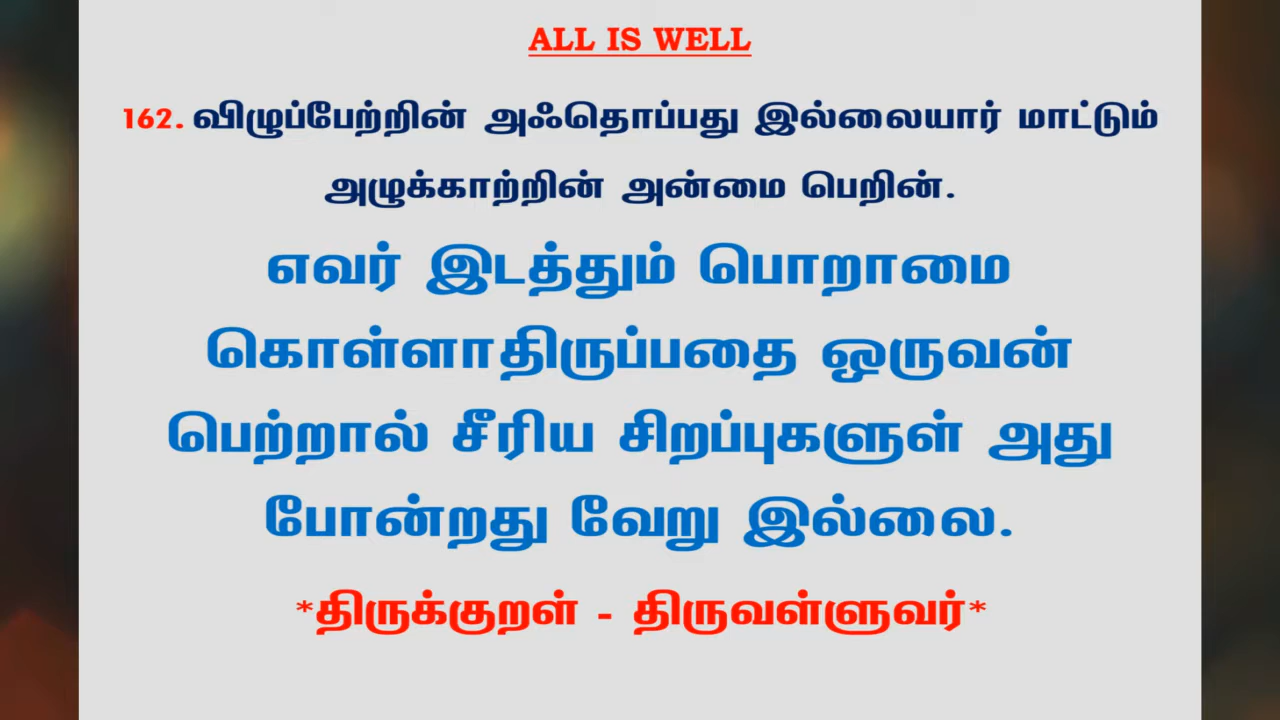 ALL IS WELL
162. விழுப்பேற்றின் அஃதொப்பது இல்லையார் மாட்டும்
அழுக்காற்றின் அன்மை பெறின்.
எவர் இடத்தும் பொறாமை
கொள்ளாதிருப்பதை ஒருவன்
பெற்றால் சீரிய சிறப்புகளுள் அது
போன்றது வேறு இல்லை.
*திருக்குறள் - திருவள்ளுவர்*